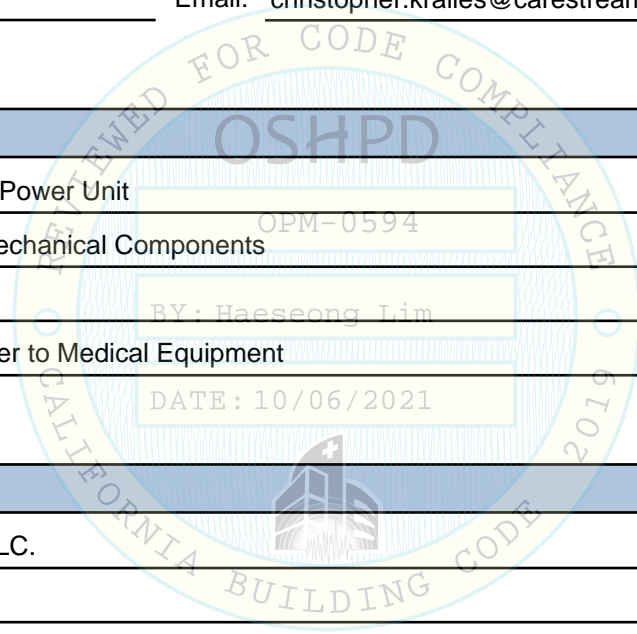 Email: christopher.kralles@carestream
REVIEWED FOR CODE COMPLIANCE
OSHPD
Power Unit
OPM-0594
echanical Components
BY: Haeseong Lim
er to Medical Equipment
DATE: 10/06/2021
LC.
CALIFORNIA BUILDING CODE 2019